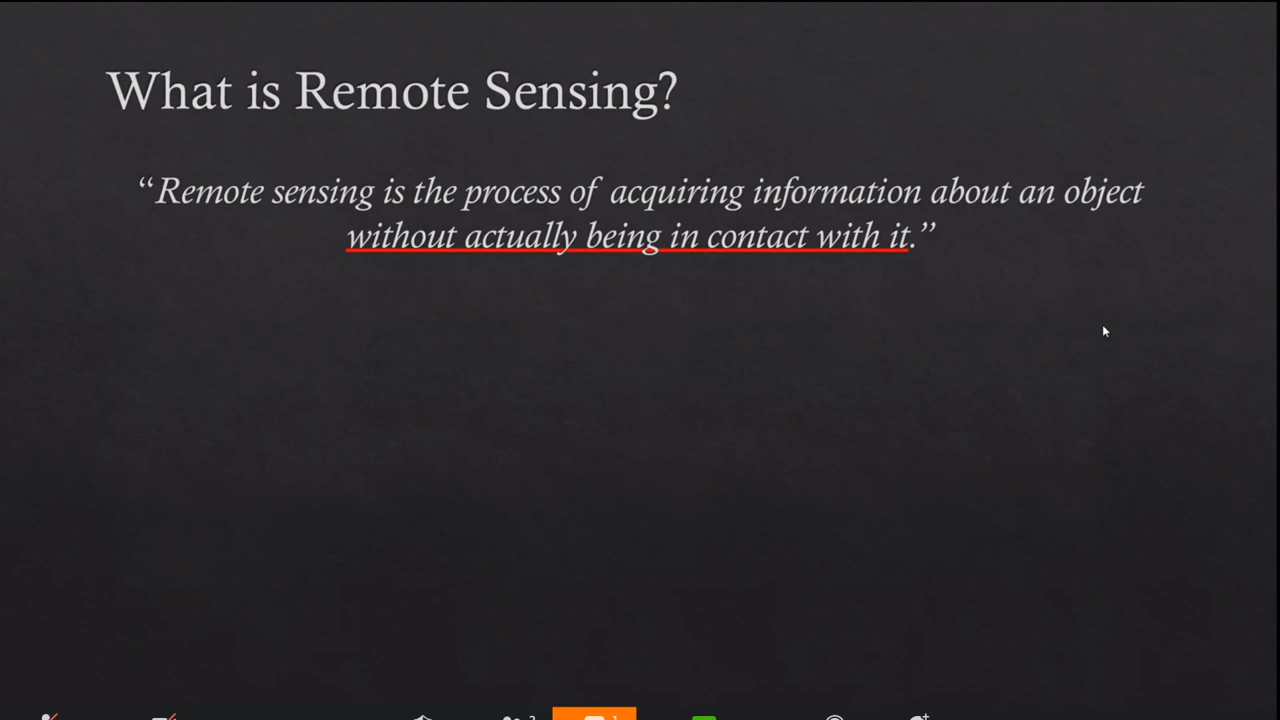 What is Remote Sensing?
“Remote sensing is the process of acquiring information about an object
without actually being in contact with it.”